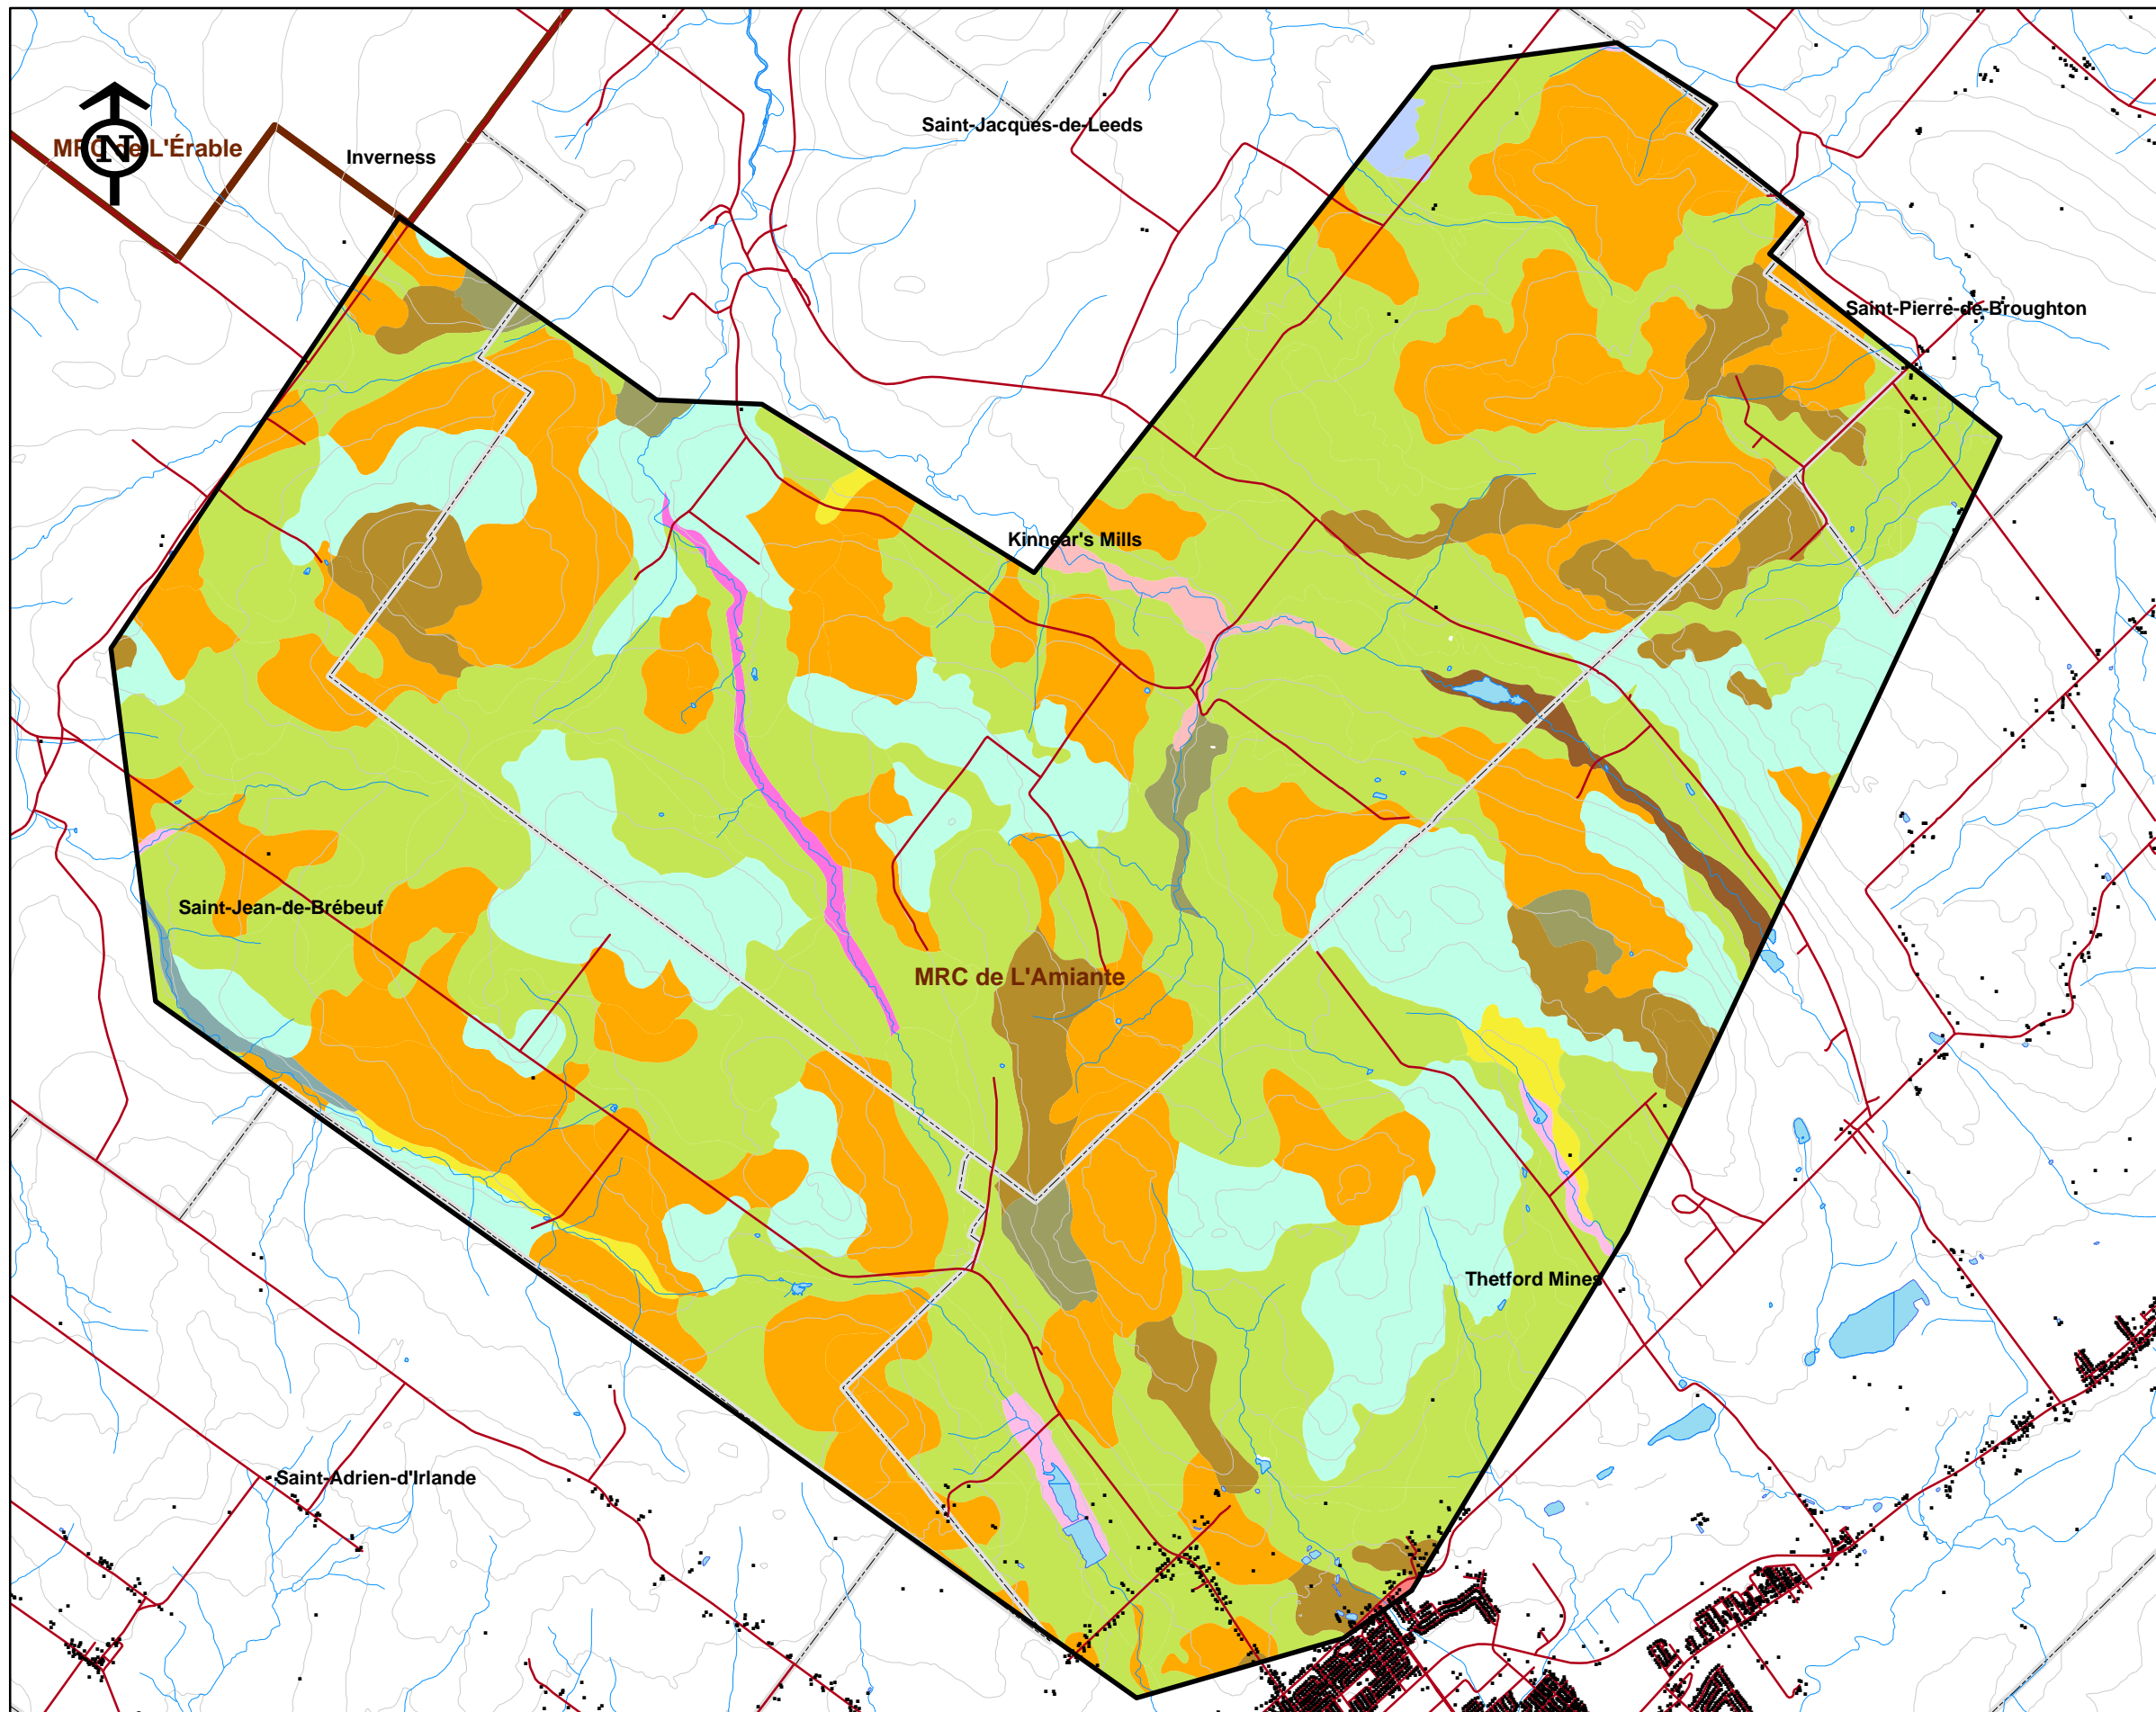 Saint-Jacques-de-Leeds
MRC de L'Érable
N
Inverness
Saint-Pierre-de-Broughton
Kinnear's Mills
Saint-Jean-de-Brébeuf
MRC de L'Amiante
Thetford Mines
Saint-Adrien-d'Irlande